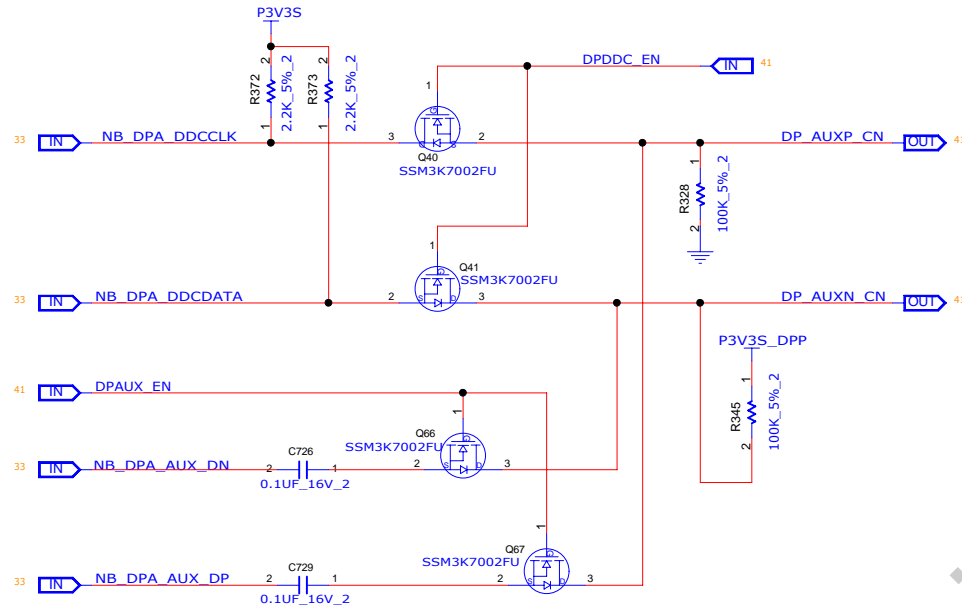 P3V3S
R372
2
1
2.2K_5%_2
R373
2
1
2.2K_5%_2
DPDDC_EN
IN
41
33
IN
NB_DPA_DDCCLK
3
1
G
D
S
2
Q40
SSM3K7002FU
DP_AUXP_CN
OUT
41
R328
1
2
100K_5%_2
33
IN
NB_DPA_DDCDATA
2
1
G
S
D
3
Q41
SSM3K7002FU
DP_AUXN_CN
OUT
P3V3S_DPP
R345
1
2
100K_5%_2
41
IN
DPAUX_EN
33
IN
NB_DPA_AUX_DN
2
C726
1
0.1UF_16V_2
2
1
G
S
D
3
Q66
SSM3K7002FU
33
IN
NB_DPA_AUX_DP
2
C729
1
0.1UF_16V_2
2
1
G
S
D
3
Q67
SSM3K7002FU